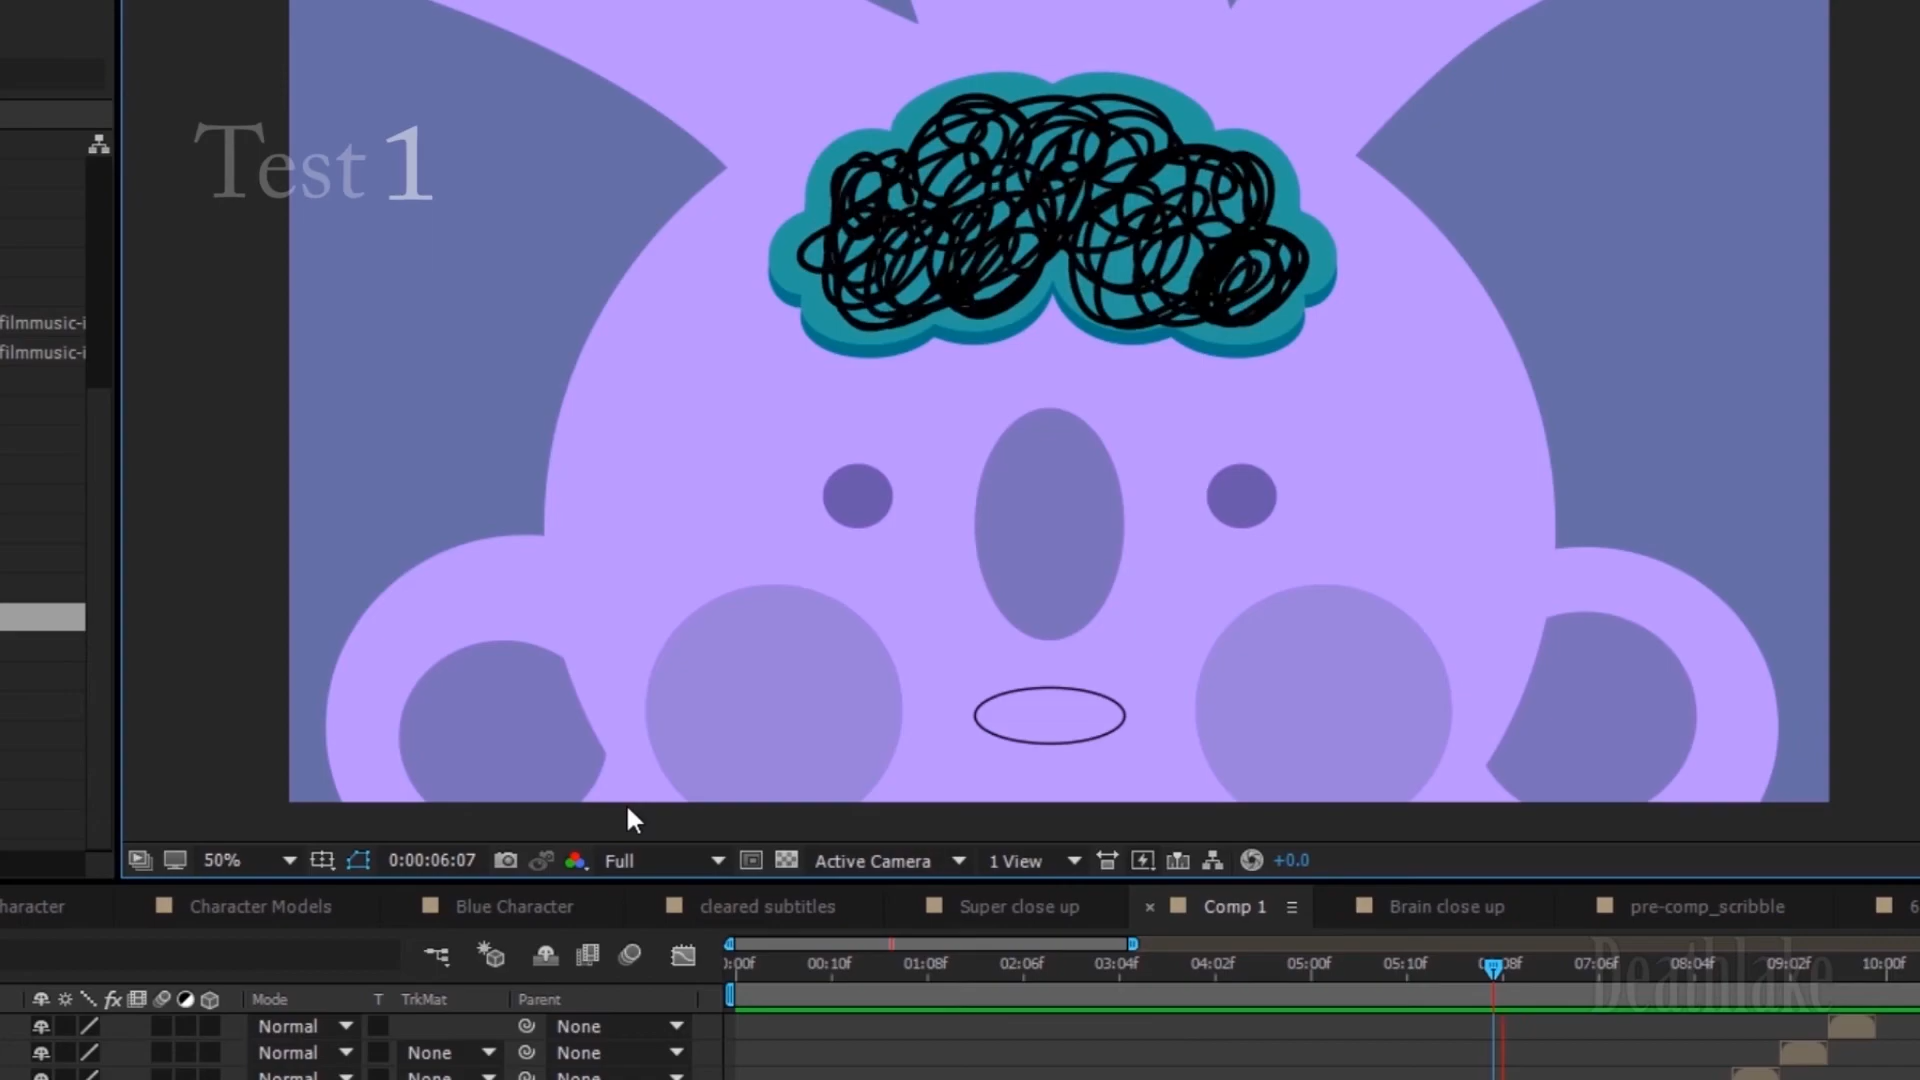 Test 1
filmmusic-i
filmmusic-i
50% 0:00:06:07 Full Active Camera 1 View +0.0
haracter Character Models Blue Character cleared subtitles Super close up × Comp 1 Brain close up pre-comp_scribble 6
):00f 00:10f 01:08f 02:06f 03:04f 04:02f 05:00f 05:10f 07:06f 08:04f 09:02f 10:00f
Deathlake
fx Mode T TrkMat Parent
Normal None
Normal None None
Normal None None